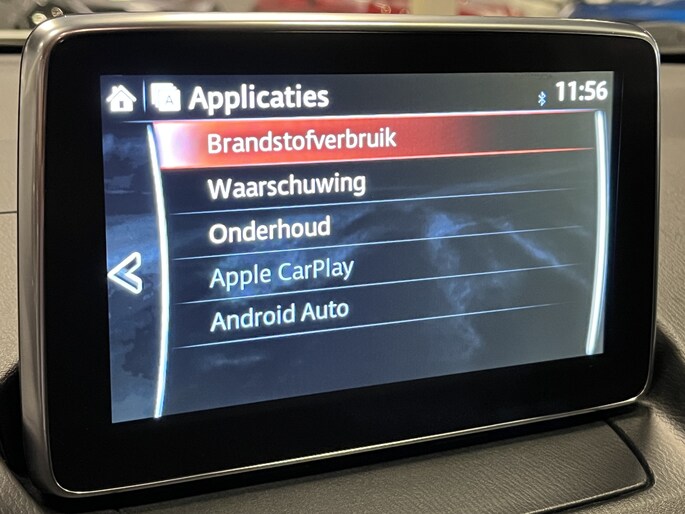 Applicaties
11:56
Brandstofverbruik
Waarschuwing
Onderhoud
Apple CarPlay
Android Auto